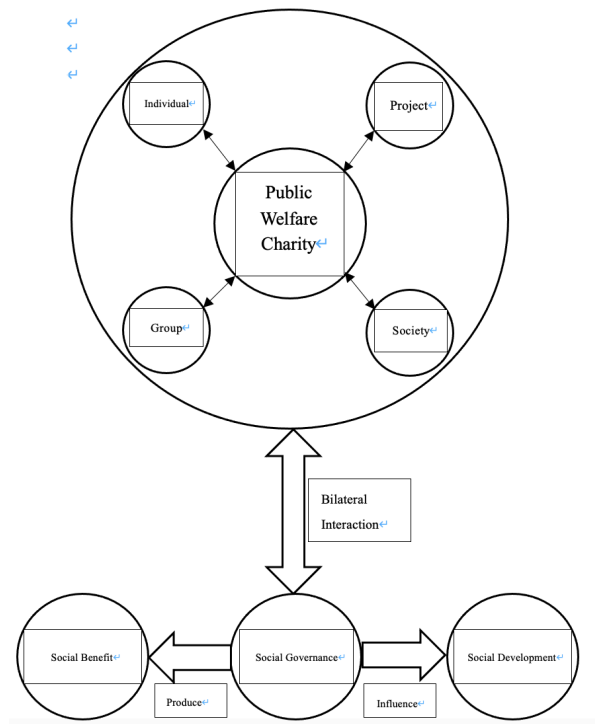 Individual
Project
Public
Welfare
Charity
Group
Society
Bilateral
Interaction
Social Benefit
Social Governance
Social Development
Produce
Influence